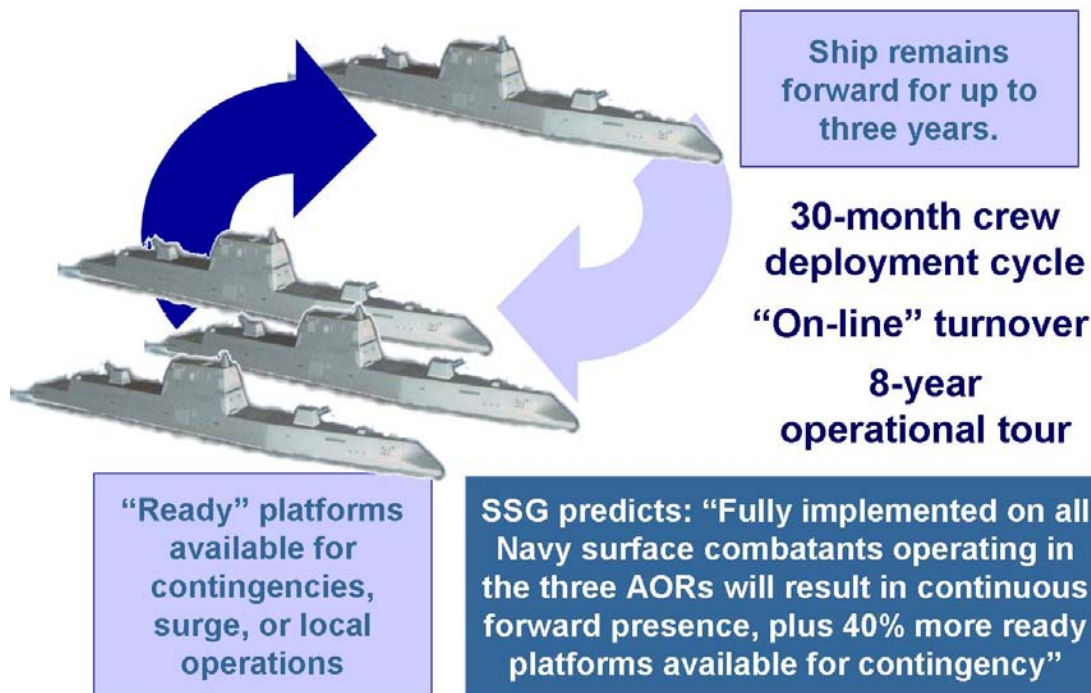 Ship remains
forward for up to
three years.
30-month crew
deployment cycle
“On-line” turnover
8-year
operational tour
“Ready” platforms
available for
contingencies,
surge, or local
operations
SSG predicts: “Fully implemented on all
Navy surface combatants operating in
the three AORs will result in continuous
forward presence, plus 40% more ready
platforms available for contingency”